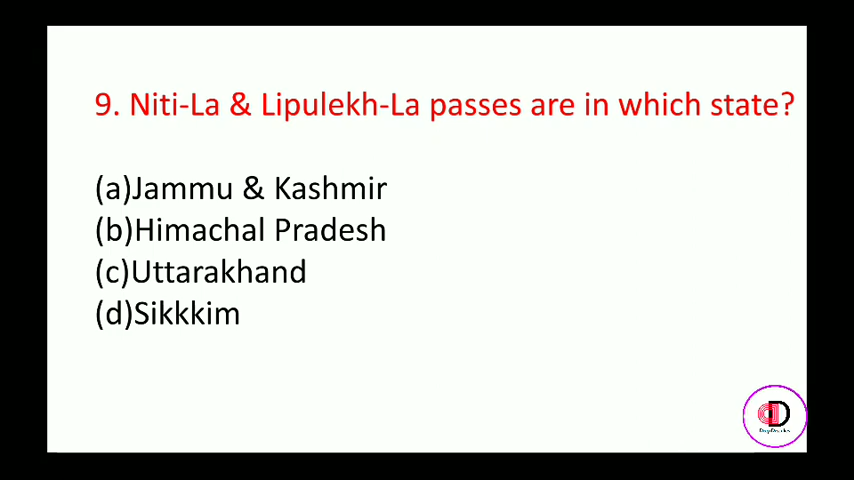 9. Niti-La & Lipulekh-La passes are in which state?
(a)Jammu & Kashmir
(b)Himachal Pradesh
(c)Uttarakhand
(d)Sikkkim